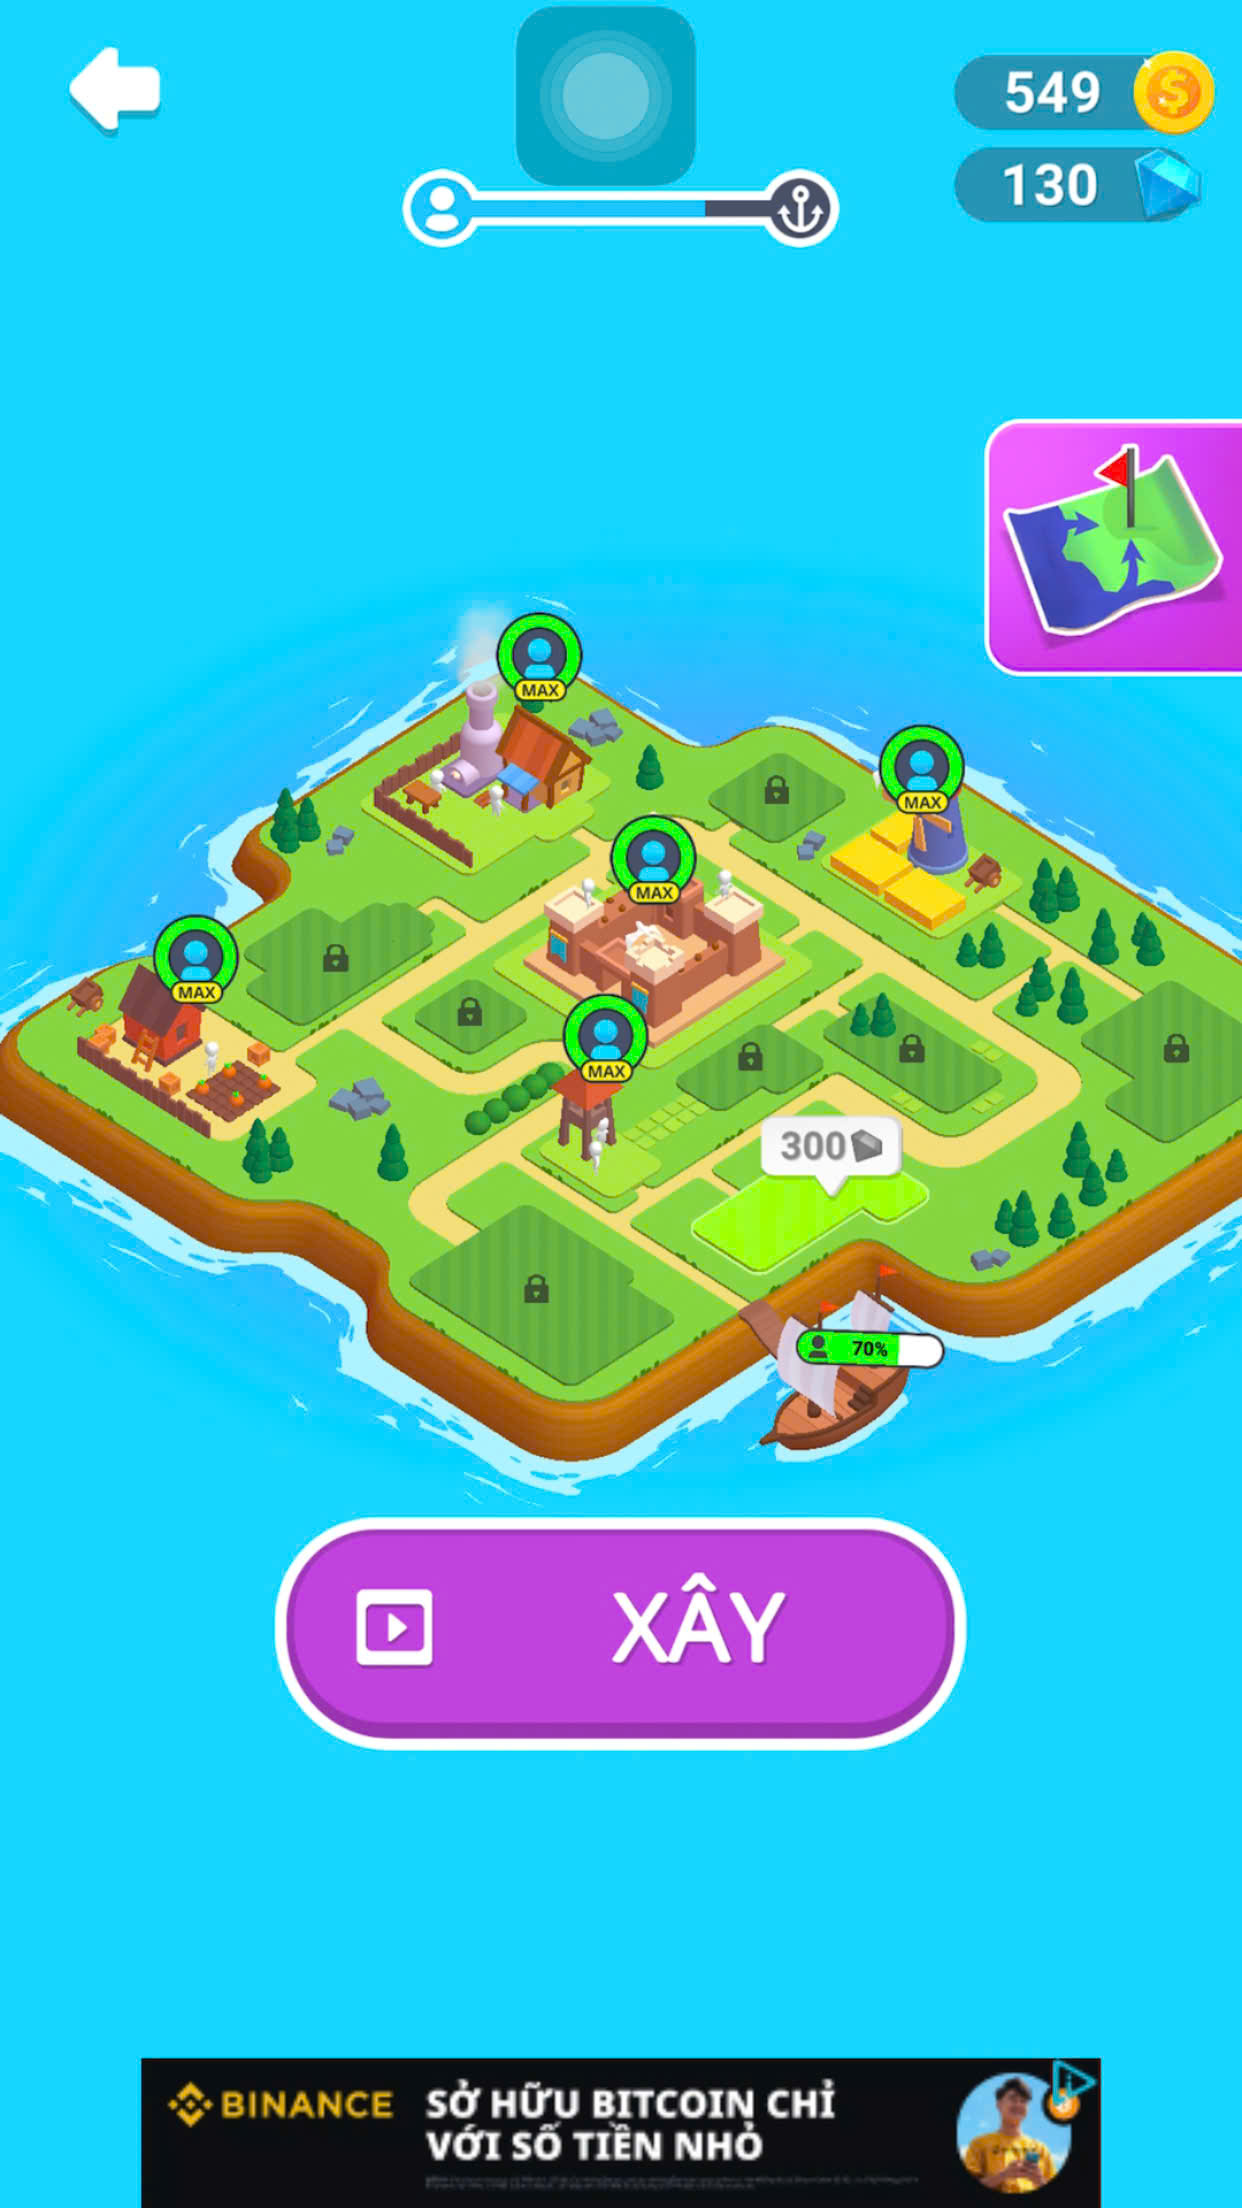 549
130
MAX
MAX
MAX
MAX
MAX
300
70%
XÂY
BINANCE
SỞ HỮU BITCOIN CHỈ
VỚI SỐ TIỀN NHỎ